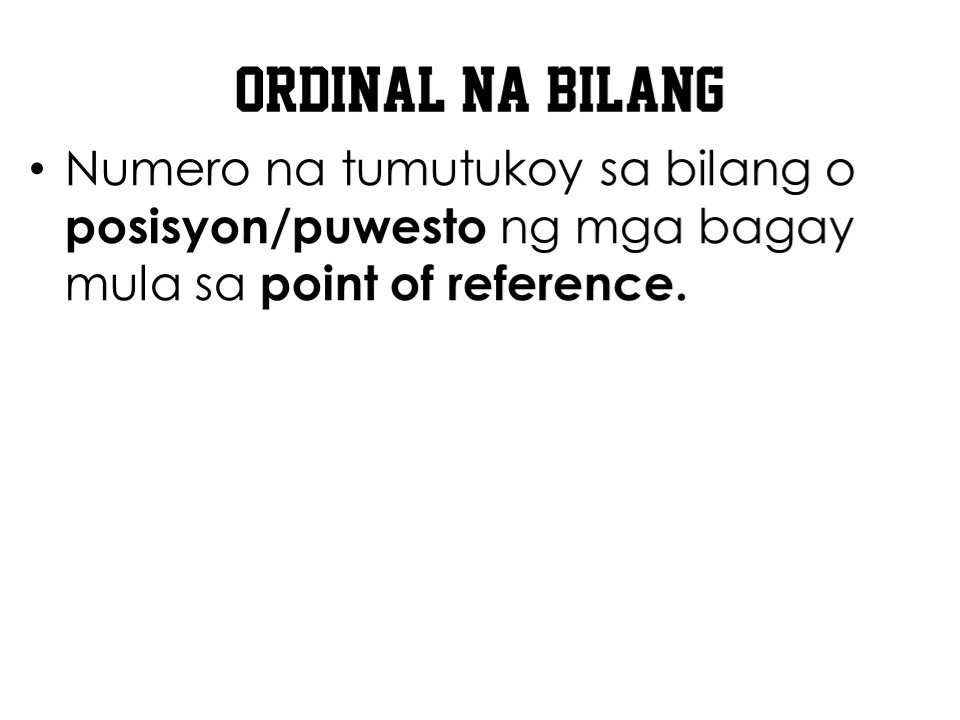 ORDINAL NA BILANG
• Numero na tumutukoy sa bilang o
posisyon/puwesto ng mga bagay
mula sa point of reference.